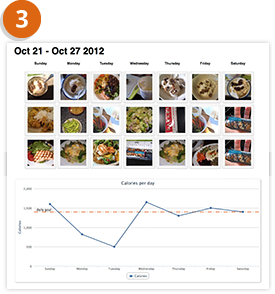 3
Oct 21 - Oct 27 2012
Sunday Monday Tuesday Wednesday Thursday Friday Saturday
Calories per day
2,000
1,500
1,000
500
0
Calories
Daily goal
Sunday Monday Tuesday Wednesday Thursday Friday Saturday
Calories